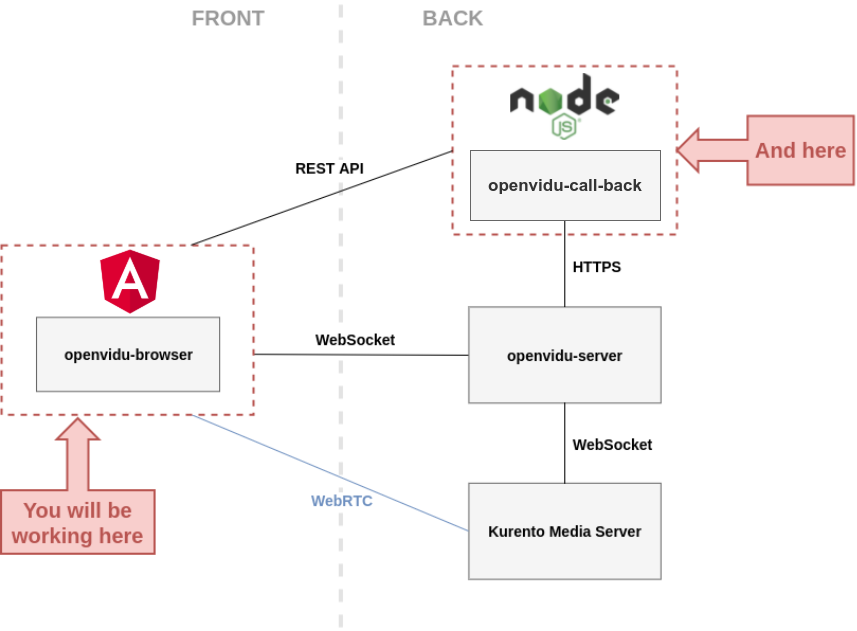 FRONT
BACK
node
JS
REST API
openvidu-call-back
And here
HTTPS
A
openvidu-browser
WebSocket
openvidu-server
WebSocket
You will be
working here
WebRTC
Kurento Media Server